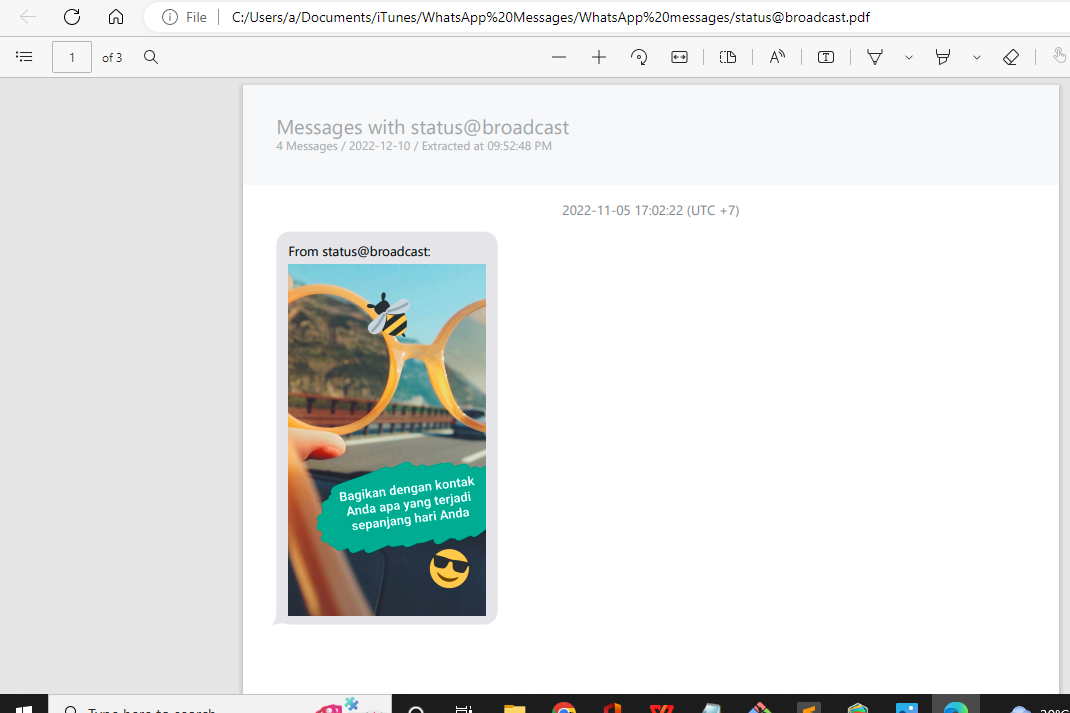 File
C:/Users/a/Documents/iTunes/WhatsApp%20Messages/WhatsApp%20messages/status@broadcast.pdf
1 of 3
Messages with status@broadcast
4 Messages / 2022-12-10 / Extracted at 09:52:48 PM
2022-11-05 17:02:22 (UTC +7)
From status@broadcast:
Bagikan dengan kontak
Anda apa yang terjadi
sepanjang hari Anda
Type here to search